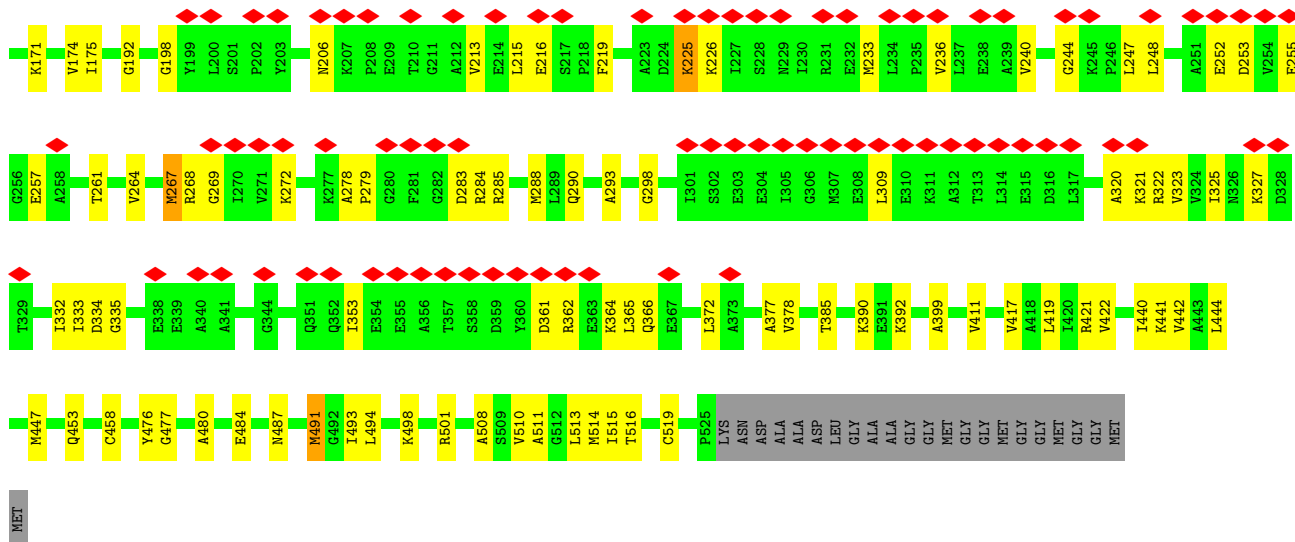 K171 V174 I175 G192 G198 Y199 L200 S201 P202 Y203 N206 K207 P208 E209 T210 G211 A212 V213 E214 L215 E216 S217 P218 F219 A223 D224 K225 K226 I227 S228 N229 I230 R231 E232 M233 L234 P235 V236 L237 E238 A239 V240 G244 K245 P246 L247 L248 A251 E252 D253 V254 E255
G256 E257 A258 T261 V264 M267 R268 G269 I270 V271 K272 K277 A278 P279 G280 F281 G282 D283 R284 R285 M288 L289 Q290 A293 G298 I301 S302 E303 E304 I305 G306 M307 E308 L309 E310 K311 A312 T313 L314 E315 D316 L317 A320 K321 R322 V323 V324 I325 N326 K327 D328
T329 I332 I333 D334 G335 E338 E339 A340 A341 G344 Q351 Q352 I353 E354 E355 A356 T357 S358 D359 Y360 D361 R362 E363 K364 L365 Q366 E367 L372 A373 A377 V378 T385 K390 E391 K392 A399 V411 V417 A418 L419 I420 R421 V422 I440 K441 V442 A443 L444
M447 Q453 C458 Y476 G477 A480 E484 N487 M491 G492 I493 L494 K498 R501 A508 S509 V510 A511 G512 L513 M514 I515 T516 C519 P525 LYS ASN ASP ALA ALA ASP LEU GLY ALA ALA GLY GLY MET GLY GLY MET GLY GLY MET GLY GLY MET
MET